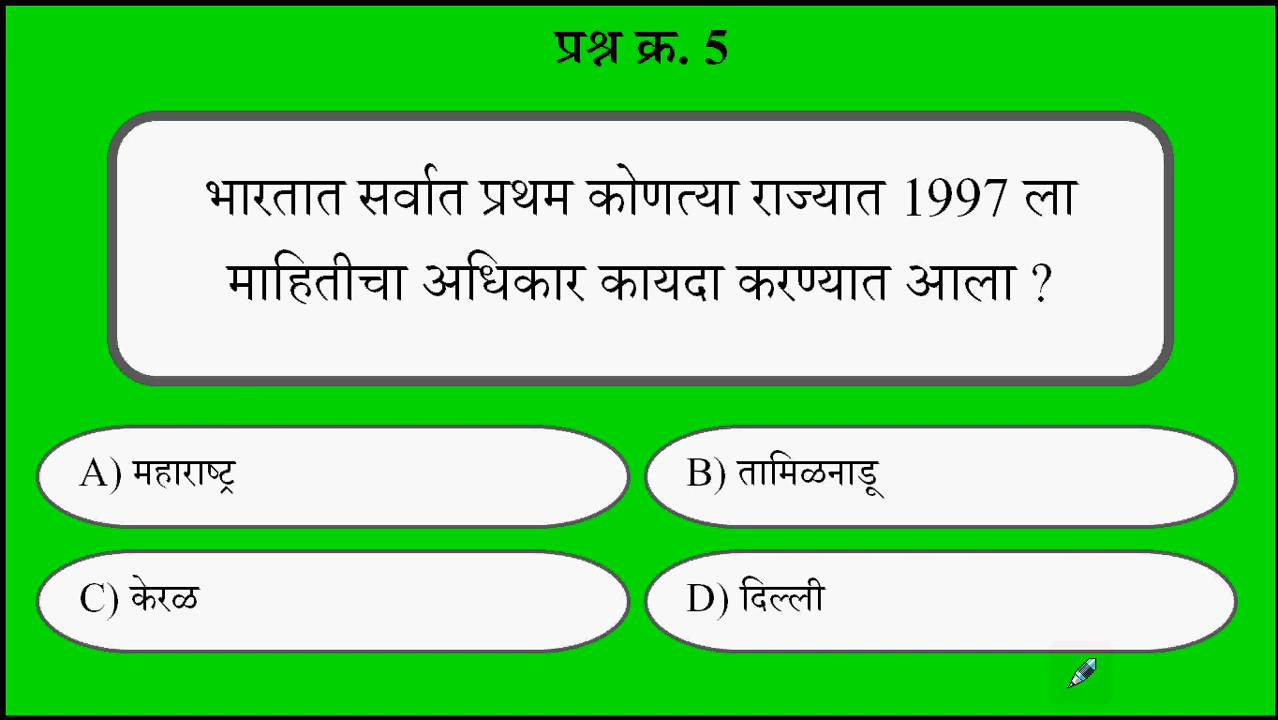 प्रश्न क्र. 5
भारतात सर्वात प्रथम कोणत्या राज्यात 1997 ला
माहितीचा अधिकार कायदा करण्यात आला ?
A) महाराष्ट्र
B) तामिळनाडू
C) केरळ
D) दिल्ली